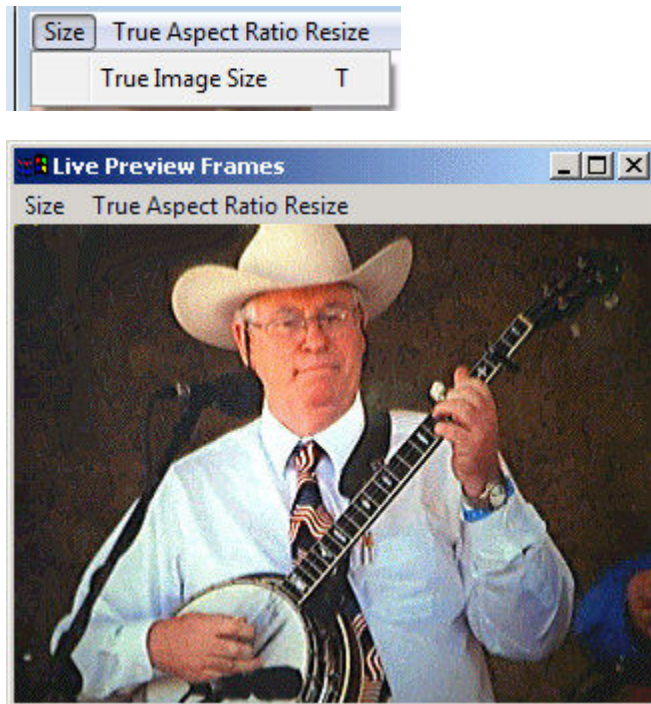 Size True Aspect Ratio Resize
True Image Size T
Live Preview Frames
Size True Aspect Ratio Resize